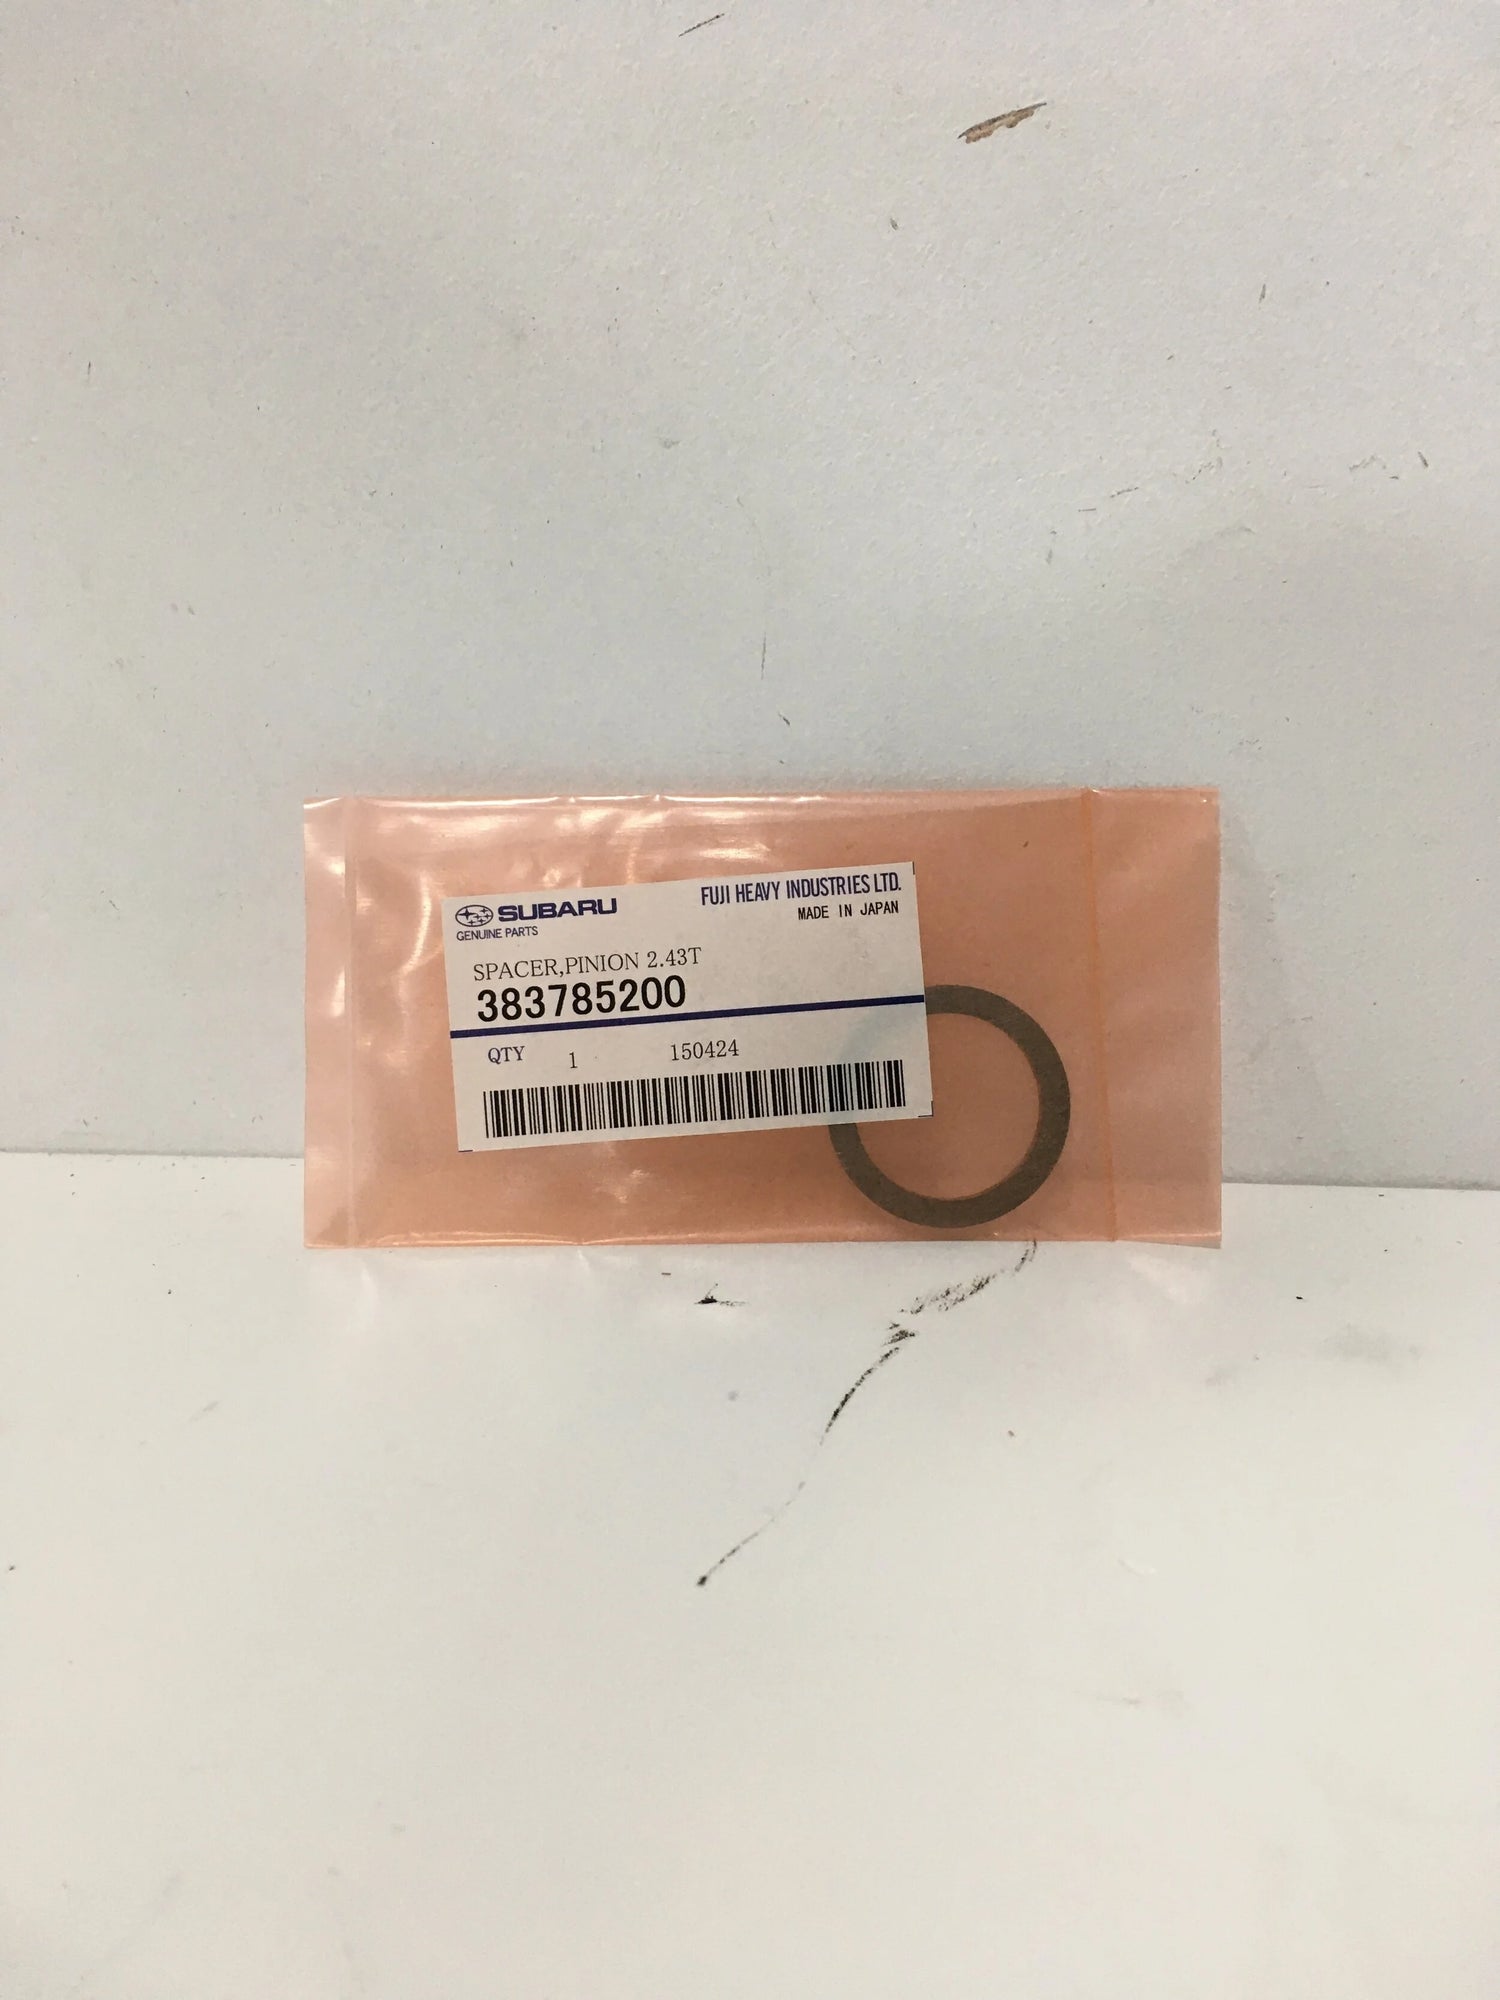 SUBARU
GENUINE PARTS
FUJI HEAVY INDUSTRIES LTD.
MADE IN JAPAN
SPACER,PINION 2.43T
383785200
QTY 1 150424